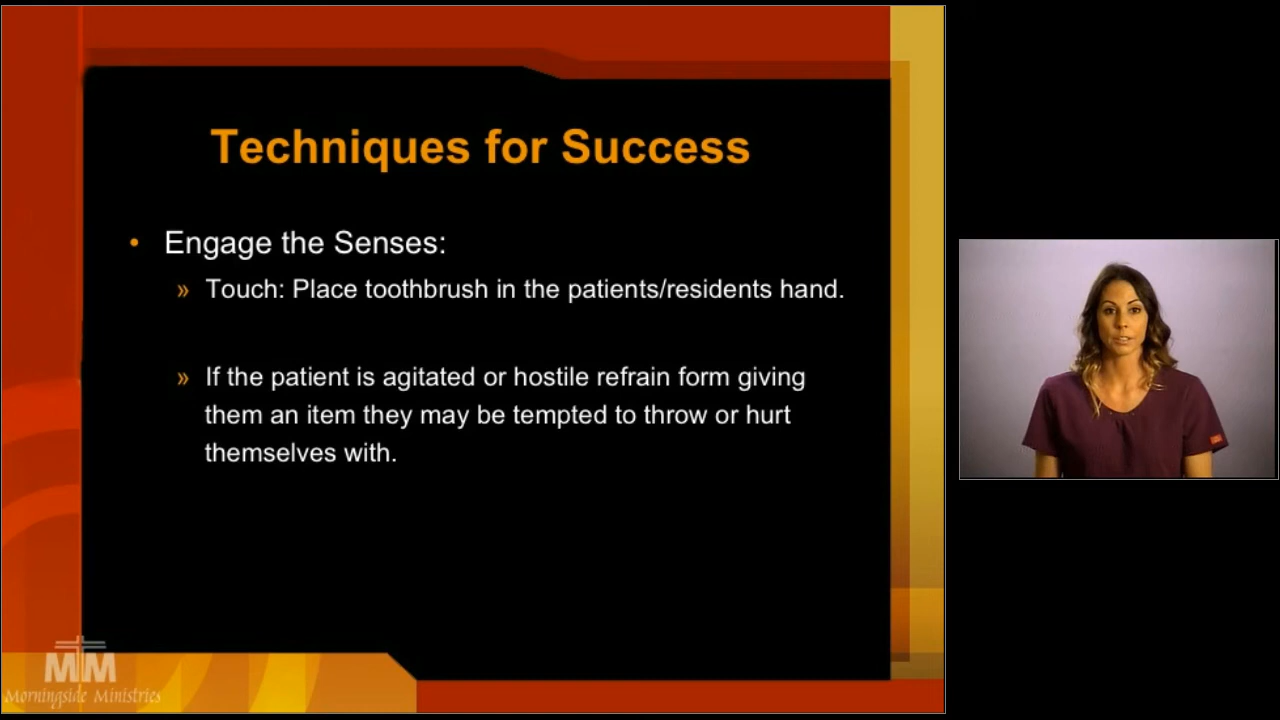 Techniques for Success
• Engage the Senses:
» Touch: Place toothbrush in the patients/residents hand.
» If the patient is agitated or hostile refrain form giving
them an item they may be tempted to throw or hurt
themselves with.
MM
Morningside Ministries